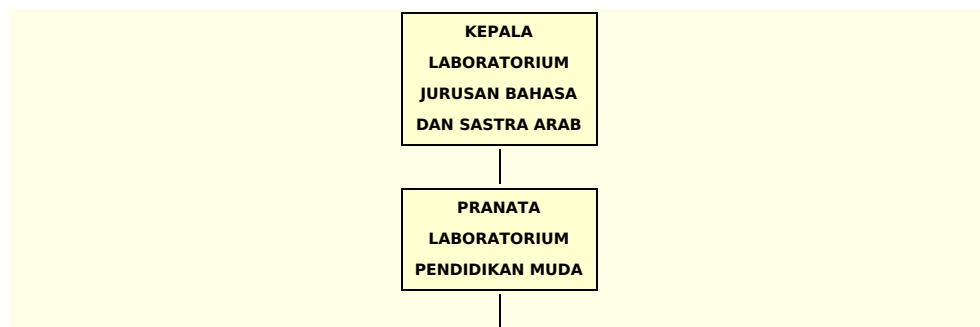 KEPALA
LABORATORIUM
JURUSAN BAHASA
DAN SASTRA ARAB
PRANATA
LABORATORIUM
PENDIDIKAN MUDA